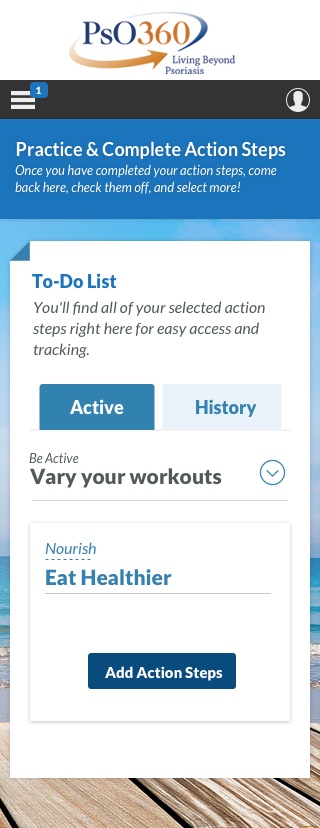 PsO360
Living Beyond
Psoriasis
1
Practice & Complete Action Steps
Once you have completed your action steps, come
back here, check them off, and select more!
To-Do List
You'll find all of your selected action
steps right here for easy access and
tracking.
Active
History
Be Active
Vary your workouts
Nourish
Eat Healthier
Add Action Steps